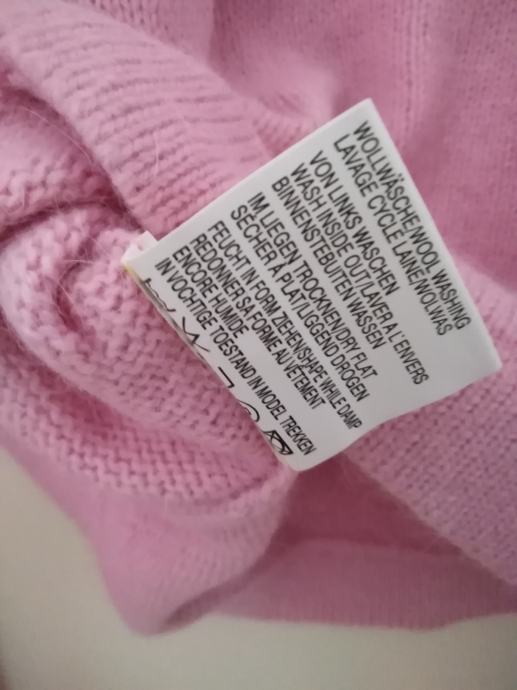 WOLLWÄSCHE/WOOL WASHING
LAVAGE CYCLE LAINE/WOLWAS
VON LINKS WASCHEN
WASH INSIDE OUT/LAVER A L'ENVERS
BINNENSTEBUTEN WASSEN
IM LIEGEN TROCKNEN/DRY FLAT
SECHER À PLAT/LIGGEND DROGEN
FEUCHT IN FORM ZIEHEN/SHAPE WHILE DAMP
REDONNER SA FORME AU VETEMENT
ENCORE HUMIDE
IN VOCHTIGE TOESTAND IN MODEL TREKKEN